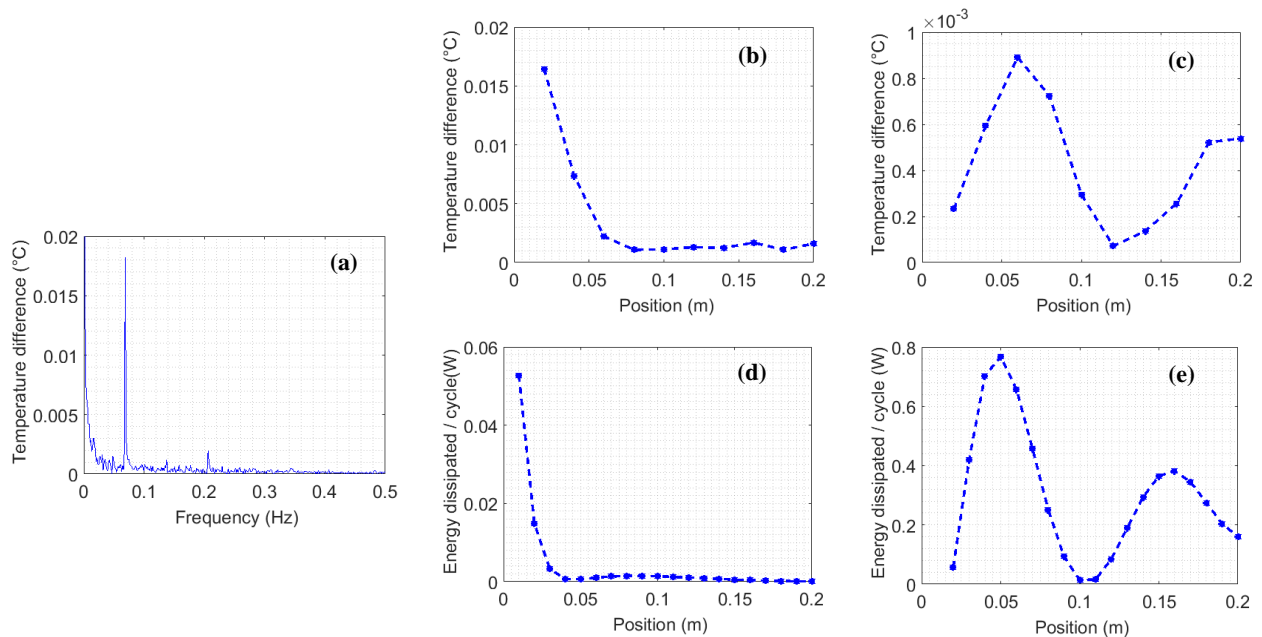 0.02
0.015
0.01
0.005
0
Temperature difference (°C)
(a)
0 0.1 0.2 0.3 0.4 0.5
Frequency (Hz)
0.02
0.015
0.01
0.005
0
Temperature difference (°C)
(b)
0 0.05 0.1 0.15 0.2
Position (m)
×10-3
1
0.8
0.6
0.4
0.2
0
Temperature difference (°C)
(c)
0 0.05 0.1 0.15 0.2
Position (m)
0.06
0.04
0.02
0
Energy dissipated / cycle(W)
(d)
0 0.05 0.1 0.15 0.2
Position (m)
0.8
0.6
0.4
0.2
0
Energy dissipated / cycle (W)
(e)
0 0.05 0.1 0.15 0.2
Position (m)